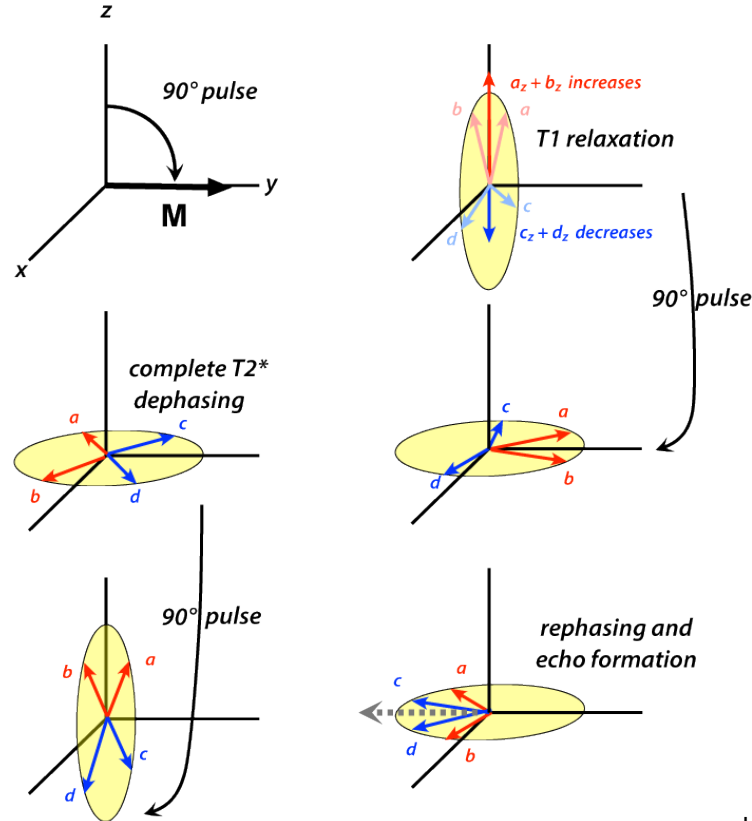 z
90° pulse
y
M
x
a_z + b_z increases
b
a
T1 relaxation
c
d
c_z + d_z decreases
90° pulse
complete T2*
dephasing
a
c
b
d
c
a
d
b
90° pulse
b
a
c
d
rephasing and
echo formation
c
a
d
b